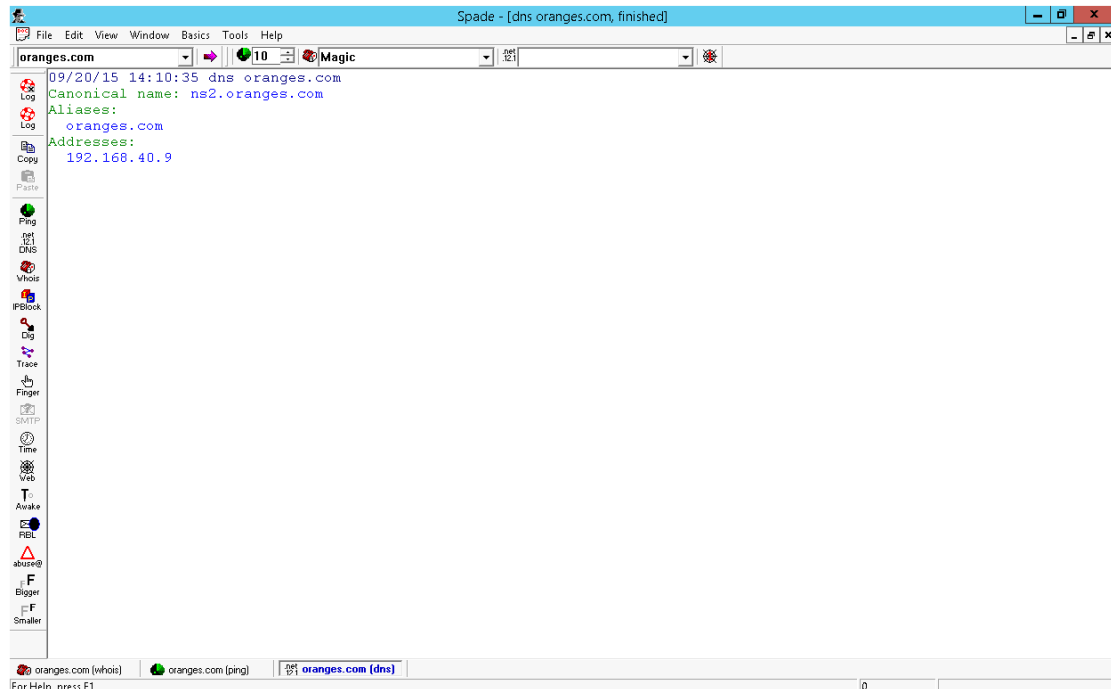 Spade - [dns oranges.com, finished]
File Edit View Window Basics Tools Help
oranges.com 10 Magic .net 12.1
09/20/15 14:10:35 dns oranges.com
Canonical name: ns2.oranges.com
Aliases:
oranges.com
Addresses:
192.168.40.9
Log
Log
Copy
Paste
Ping
.net
.12.1
DNS
Whois
IPBlock
Dig
Trace
Finger
SMTP
Time
Web
Awake
RBL
abuse@
Bigger
Smaller
oranges.com (whois) oranges.com (ping) oranges.com (dns)
For Help, press F1 0